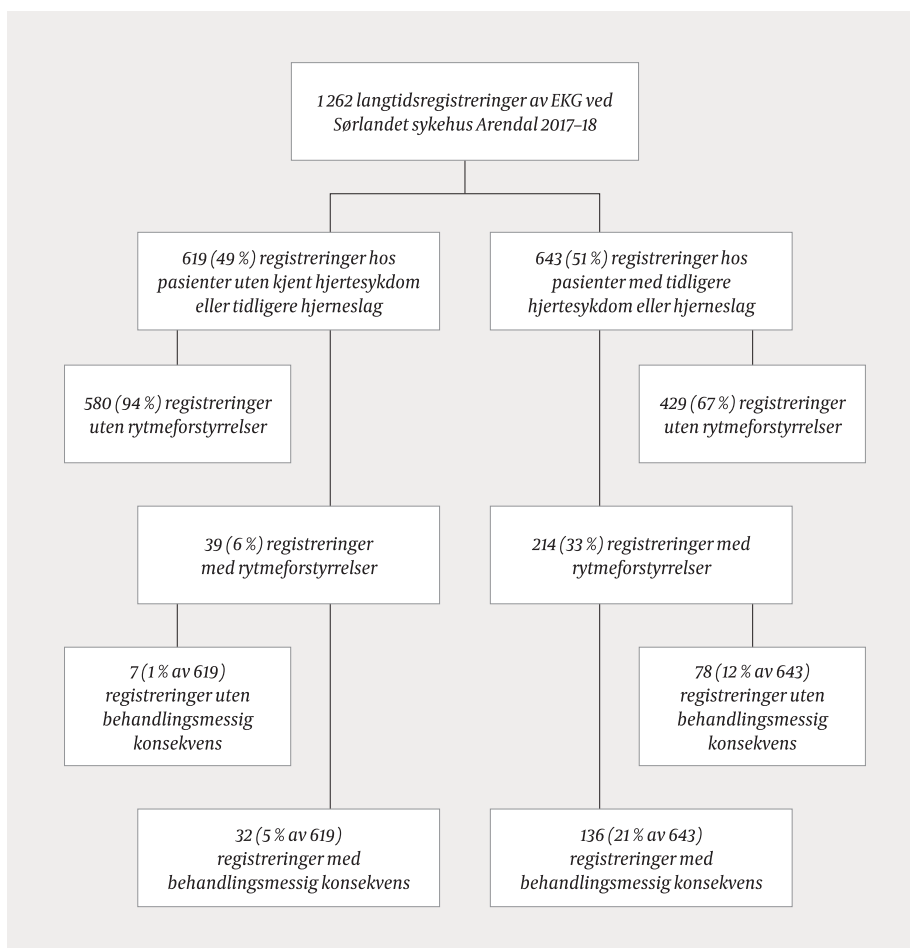 1 262 langtidsregistreringer av EKG ved
Sørlandet sykehus Arendal 2017–18
619 (49 %) registreringer hos
pasienter uten kjent hjertesykdom
eller tidligere hjerneslag
643 (51 %) registreringer hos
pasienter med tidligere
hjertesykdom eller hjerneslag
580 (94 %) registreringer
uten rytmeforstyrrelser
429 (67 %) registreringer
uten rytmeforstyrrelser
39 (6 %) registreringer
med rytmeforstyrrelser
214 (33 %) registreringer med
rytmeforstyrrelser
7 (1 % av 619)
registreringer uten
behandlingsmessig
konsekvens
78 (12 % av 643)
registreringer uten
behandlingsmessig
konsekvens
32 (5 % av 619)
registreringer med
behandlingsmessig konsekvens
136 (21 % av 643)
registreringer med
behandlingsmessig konsekvens